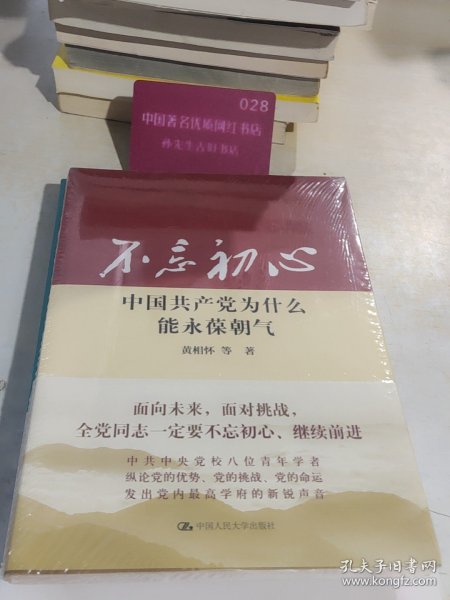 028
中国著名优质网红书店
孙先生古旧书店
不忘初心
中国共产党为什么
能永葆朝气
黄相怀 等 著
面向未来，面对挑战，
全党同志一定要不忘初心、继续前进
中共中央党校八位青年学者
纵论党的优势、党的挑战、党的命运
发出党内最高学府的新锐声音
中国人民大学出版社
孔夫子旧书网
www.kongfz.com